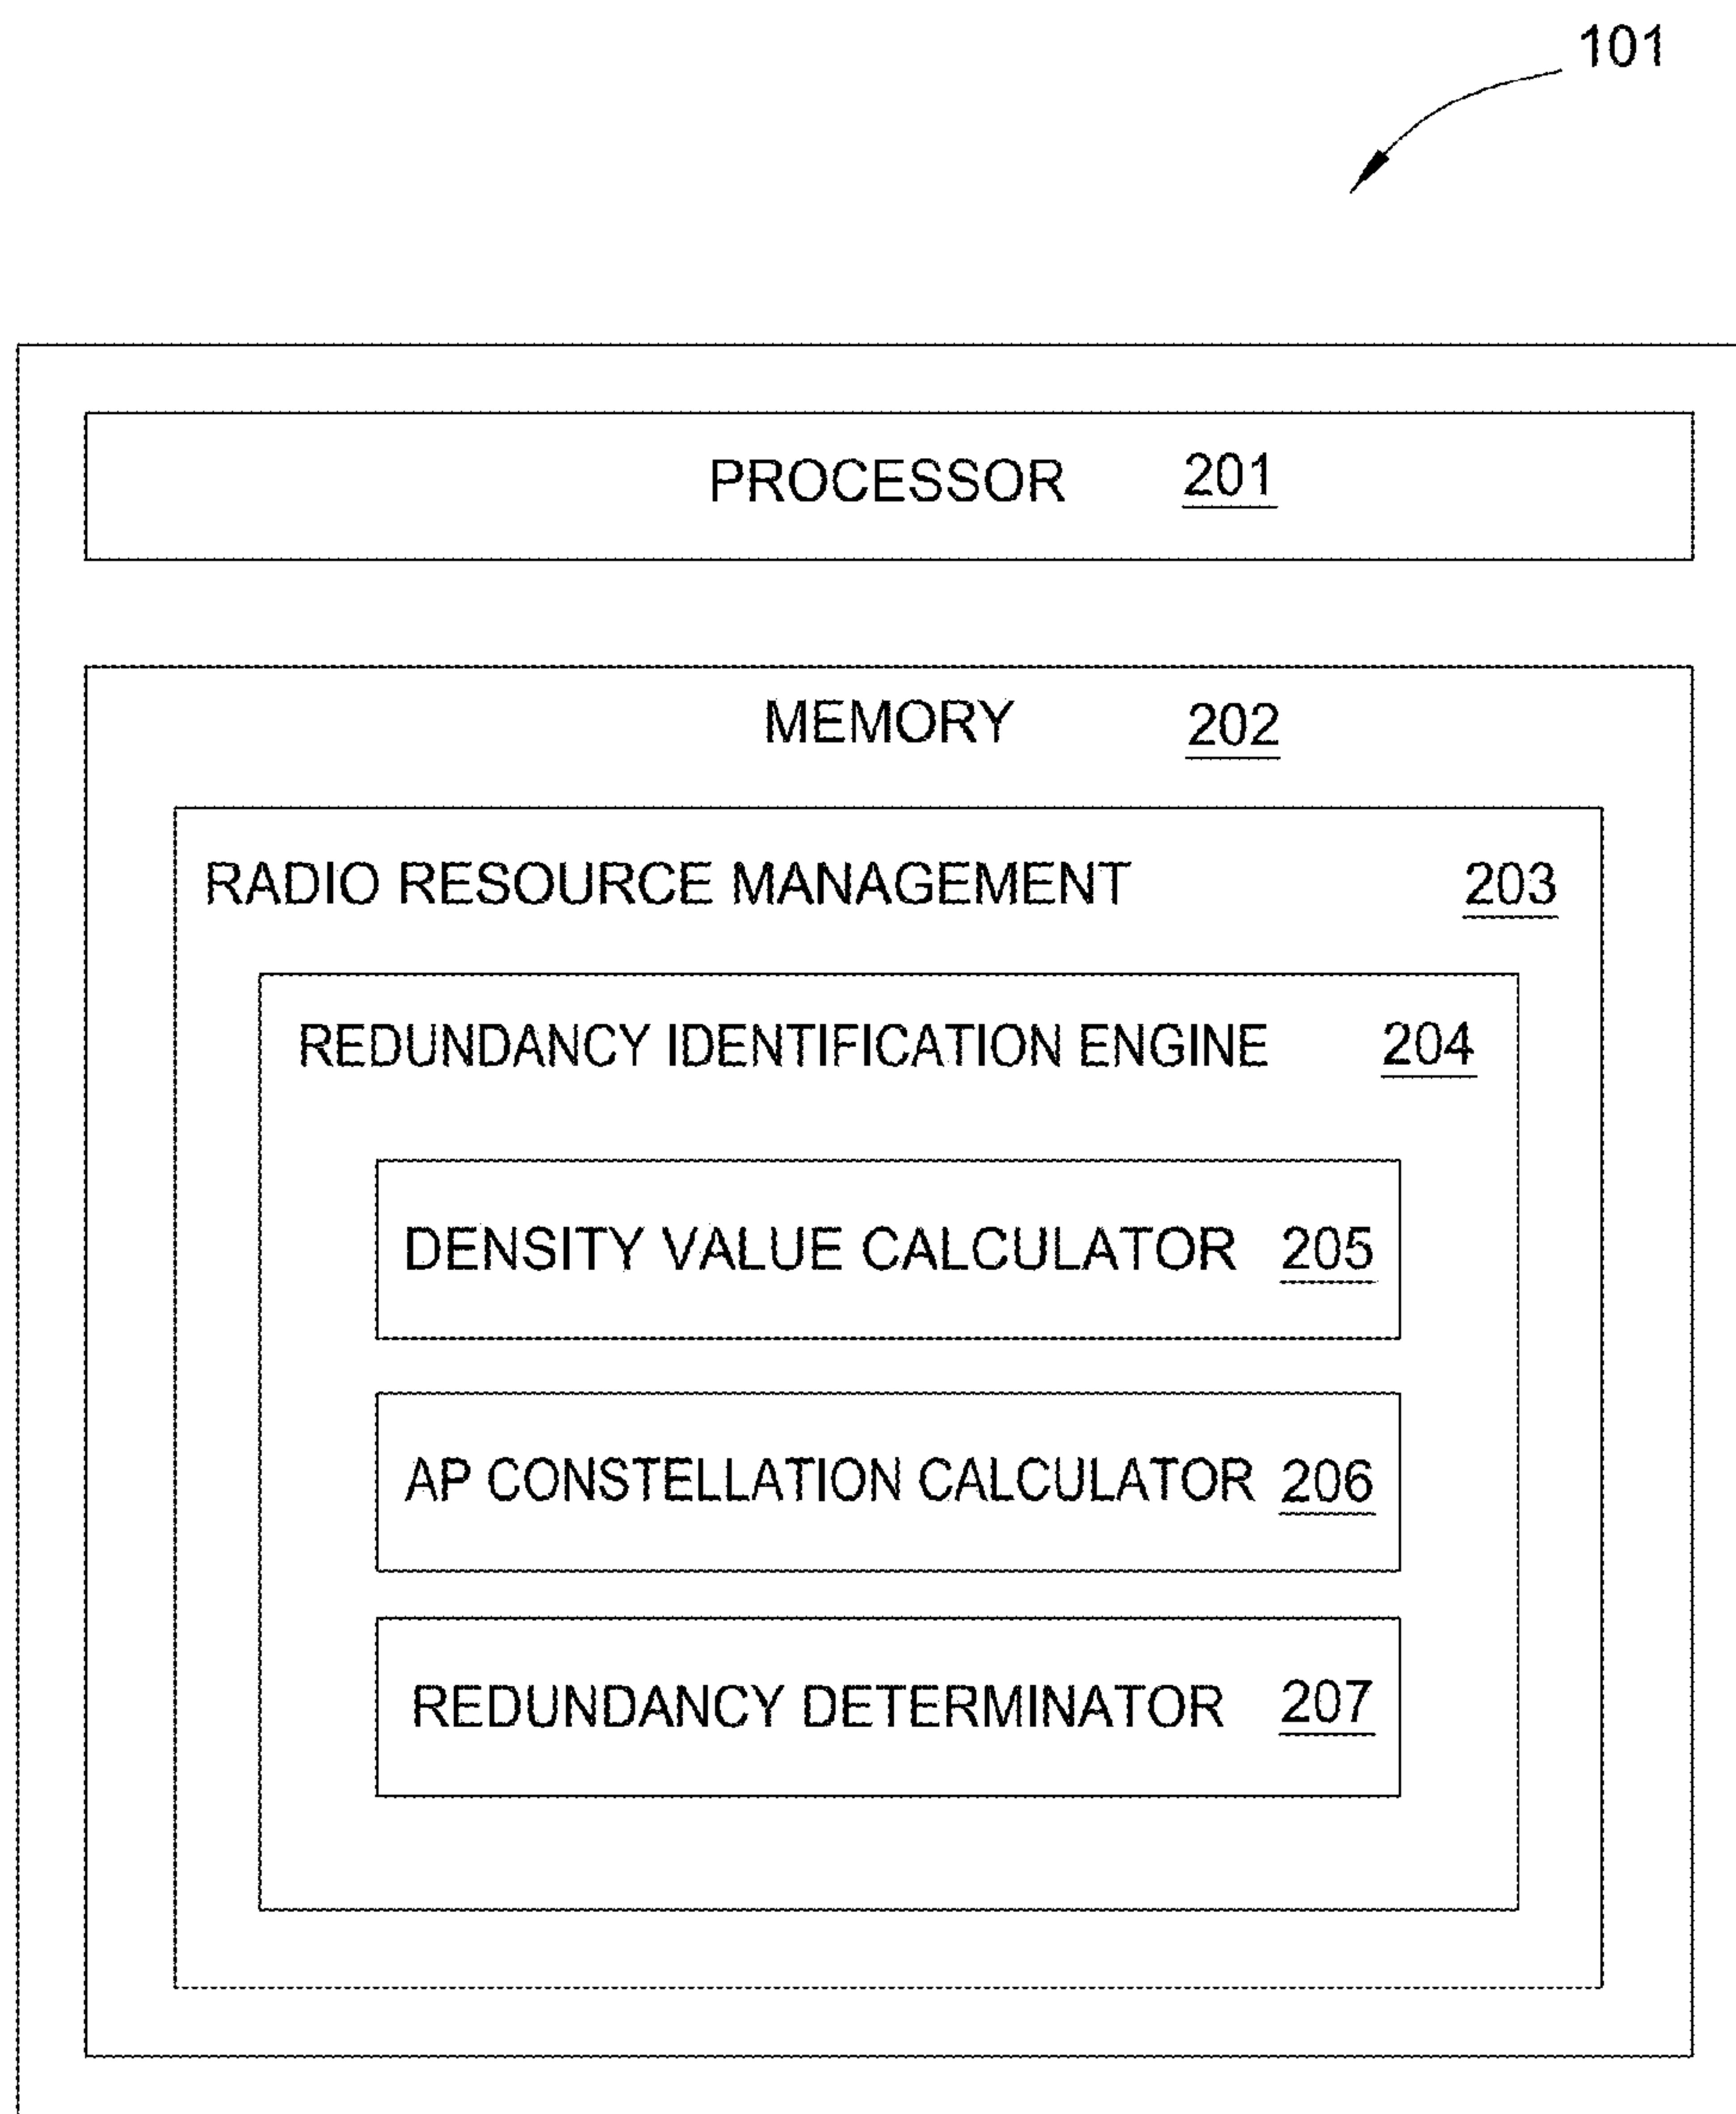 101
PROCESSOR 201
MEMORY 202
RADIO RESOURCE MANAGEMENT 203
REDUNDANCY IDENTIFICATION ENGINE 204
DENSITY VALUE CALCULATOR 205
AP CONSTELLATION CALCULATOR 206
REDUNDANCY DETERMINATOR 207